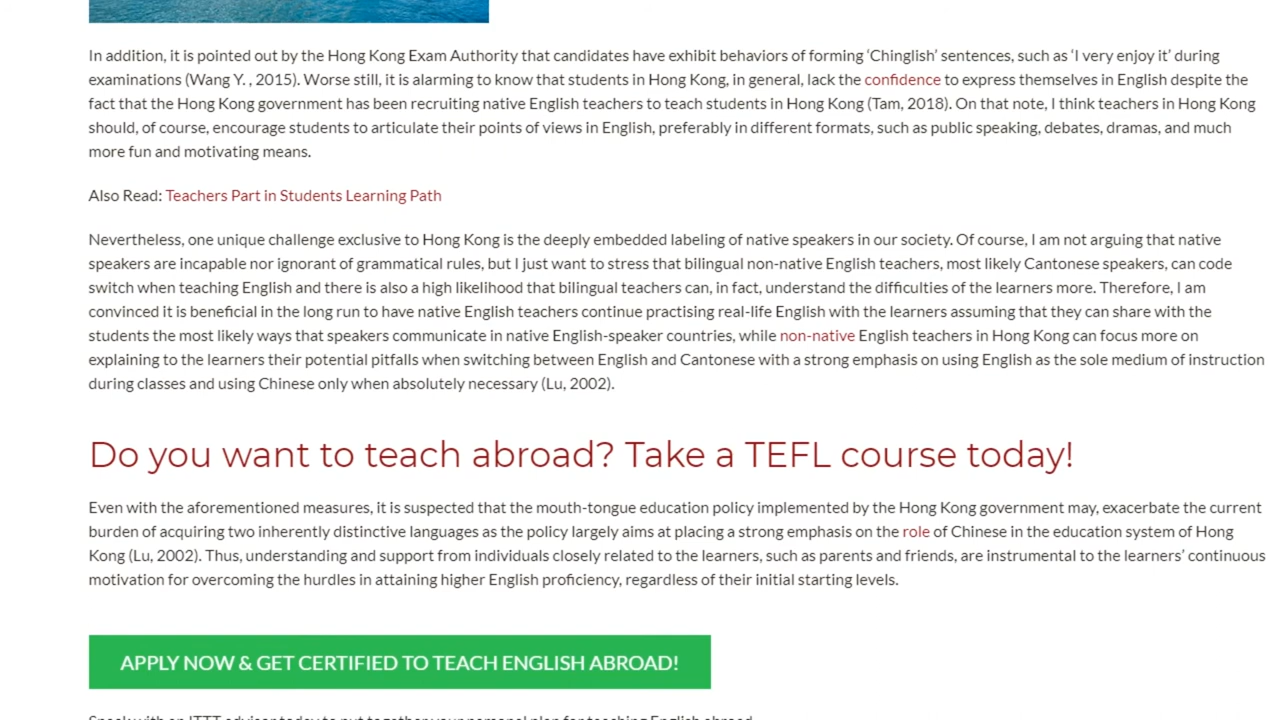 In addition, it is pointed out by the Hong Kong Exam Authority that candidates have exhibit behaviors of forming ‘Chinglish’ sentences, such as ‘I very enjoy it’ during
examinations (Wang Y. , 2015). Worse still, it is alarming to know that students in Hong Kong, in general, lack the confidence to express themselves in English despite the
fact that the Hong Kong government has been recruiting native English teachers to teach students in Hong Kong (Tam, 2018). On that note, I think teachers in Hong Kong
should, of course, encourage students to articulate their points of views in English, preferably in different formats, such as public speaking, debates, dramas, and much
more fun and motivating means.
Also Read: Teachers Part in Students Learning Path
Nevertheless, one unique challenge exclusive to Hong Kong is the deeply embedded labeling of native speakers in our society. Of course, I am not arguing that native
speakers are incapable nor ignorant of grammatical rules, but I just want to stress that bilingual non-native English teachers, most likely Cantonese speakers, can code
switch when teaching English and there is also a high likelihood that bilingual teachers can, in fact, understand the difficulties of the learners more. Therefore, I am
convinced it is beneficial in the long run to have native English teachers continue practising real-life English with the learners assuming that they can share with the
students the most likely ways that speakers communicate in native English-speaker countries, while non-native English teachers in Hong Kong can focus more on
explaining to the learners their potential pitfalls when switching between English and Cantonese with a strong emphasis on using English as the sole medium of instruction
during classes and using Chinese only when absolutely necessary (Lu, 2002).
Do you want to teach abroad? Take a TEFL course today!
Even with the aforementioned measures, it is suspected that the mouth-tongue education policy implemented by the Hong Kong government may, exacerbate the current
burden of acquiring two inherently distinctive languages as the policy largely aims at placing a strong emphasis on the role of Chinese in the education system of Hong
Kong (Lu, 2002). Thus, understanding and support from individuals closely related to the learners, such as parents and friends, are instrumental to the learners’ continuous
motivation for overcoming the hurdles in attaining higher English proficiency, regardless of their initial starting levels.
APPLY NOW & GET CERTIFIED TO TEACH ENGLISH ABROAD!
Speak with an ITTT advisor today to put together your personal plan for teaching English abroad